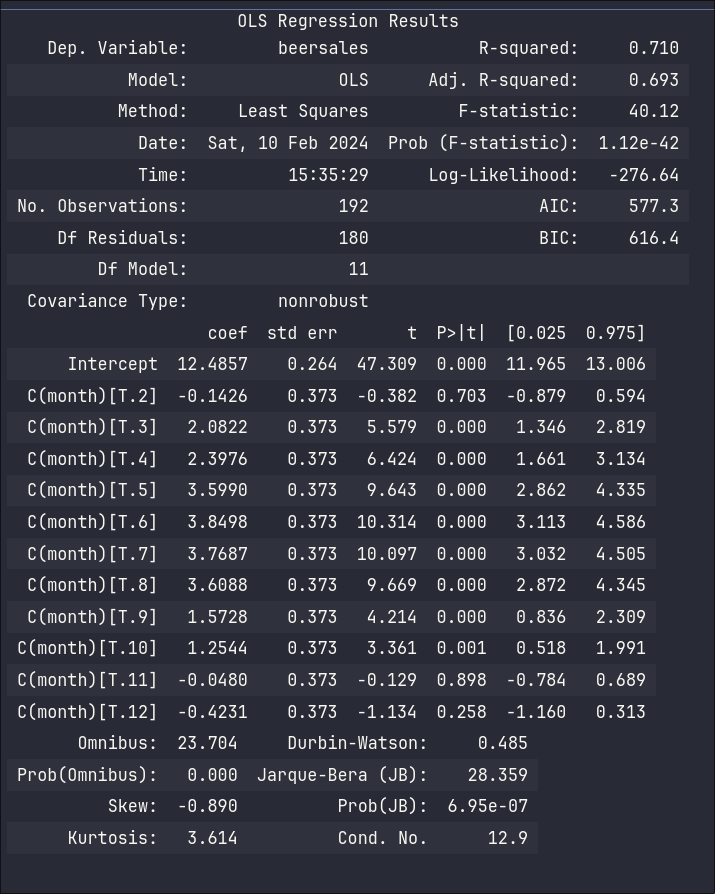 OLS Regression Results
Dep. Variable: beersales R-squared: 0.710
Model: OLS Adj. R-squared: 0.693
Method: Least Squares F-statistic: 40.12
Date: Sat, 10 Feb 2024 Prob (F-statistic): 1.12e-42
Time: 15:35:29 Log-Likelihood: -276.64
No. Observations: 192 AIC: 577.3
Df Residuals: 180 BIC: 616.4
Df Model: 11
Covariance Type: nonrobust
coef std err t P>|t| [0.025 0.975]
Intercept 12.4857 0.264 47.309 0.000 11.965 13.006
C(month)[T.2] -0.1426 0.373 -0.382 0.703 -0.879 0.594
C(month)[T.3] 2.0822 0.373 5.579 0.000 1.346 2.819
C(month)[T.4] 2.3976 0.373 6.424 0.000 1.661 3.134
C(month)[T.5] 3.5990 0.373 9.643 0.000 2.862 4.335
C(month)[T.6] 3.8498 0.373 10.314 0.000 3.113 4.586
C(month)[T.7] 3.7687 0.373 10.097 0.000 3.032 4.505
C(month)[T.8] 3.6088 0.373 9.669 0.000 2.872 4.345
C(month)[T.9] 1.5728 0.373 4.214 0.000 0.836 2.309
C(month)[T.10] 1.2544 0.373 3.361 0.001 0.518 1.991
C(month)[T.11] -0.0480 0.373 -0.129 0.898 -0.784 0.689
C(month)[T.12] -0.4231 0.373 -1.134 0.258 -1.160 0.313
Omnibus: 23.704 Durbin-Watson: 0.485
Prob(Omnibus): 0.000 Jarque-Bera (JB): 28.359
Skew: -0.890 Prob(JB): 6.95e-07
Kurtosis: 3.614 Cond. No. 12.9